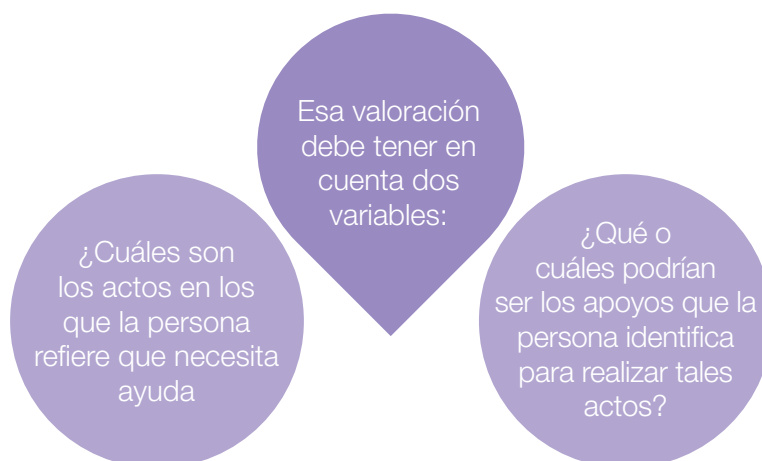 Esa valoración
debe tener en
cuenta dos
variables:
¿Cuáles son
los actos en los
que la persona
refiere que necesita
ayuda
¿Qué o
cuáles podrían
ser los apoyos que la
persona identifica
para realizar tales
actos?